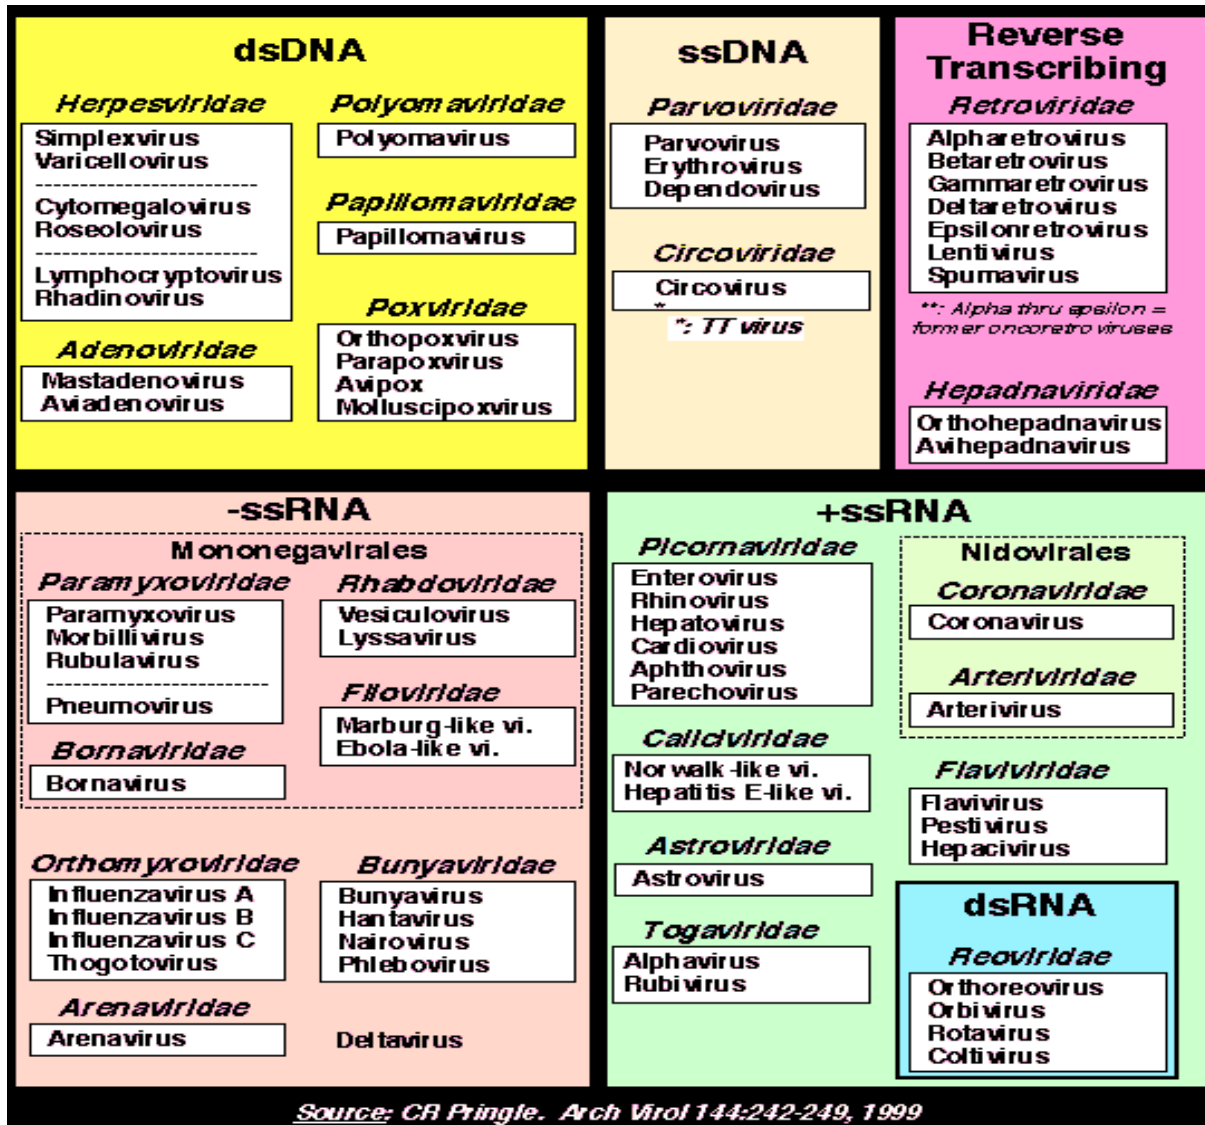 dsDNA
Herpesviridae
Simplexvirus
Varicellovirus
-------------------------
Cytomegalovirus
Roseolovirus
-------------------------
Lymphocryptovirus
Rhadinovirus
Adenoviridae
Mastadenovirus
Aviadenovirus
Polyomaviridae
Polyomavirus
Papillomaviridae
Papillomavirus
Poxviridae
Orthopoxvirus
Parapoxvirus
Avipox
Molluscipoxvirus
ssDNA
Parvoviridae
Parvovirus
Erythrovirus
Dependovirus
Circoviridae
Circovirus
*
*: TT virus
Reverse
Transcribing
Retroviridae
Alpharetrovirus
Betaretrovirus
Gammaretrovirus
Deltaretrovirus
Epsilonretrovirus
Lentivirus
Spumavirus
**: Alpha thru epsilon =
former oncoretro viruses
Hepadnaviridae
Orthohepadnavirus
Avihepadnavirus
-ssRNA
Mononegavirales
Paramyxoviridae
Paramyxovirus
Morbillivirus
Rubulavirus
-------------------------
Pneumovirus
Bornaviridae
Bornavirus
Rhabdoviridae
Vesiculovirus
Lyssavirus
Filoviridae
Marburg-like vi.
Ebola-like vi.
Orthomyxoviridae
Influenzavirus A
Influenzavirus B
Influenzavirus C
Thogotovirus
Arenaviridae
Arenavirus
Bunyaviridae
Bunyavirus
Hantavirus
Nairovirus
Phlebovirus
Deltavirus
+ssRNA
Picornaviridae
Enterovirus
Rhinovirus
Hepatovirus
Cardiovirus
Aphthovirus
Parechovirus
Caliciviridae
Norwalk-like vi.
Hepatitis E-like vi.
Astroviridae
Astrovirus
Togaviridae
Alphavirus
Rubivirus
Nidovirales
Coronaviridae
Coronavirus
Arteriviridae
Arterivirus
Flaviviridae
Flavivirus
Pestivirus
Hepacivirus
dsRNA
Reoviridae
Orthoreovirus
Orbivirus
Rotavirus
Coltivirus
Source: CR Pringle. Arch Virol 144:242-249, 1999